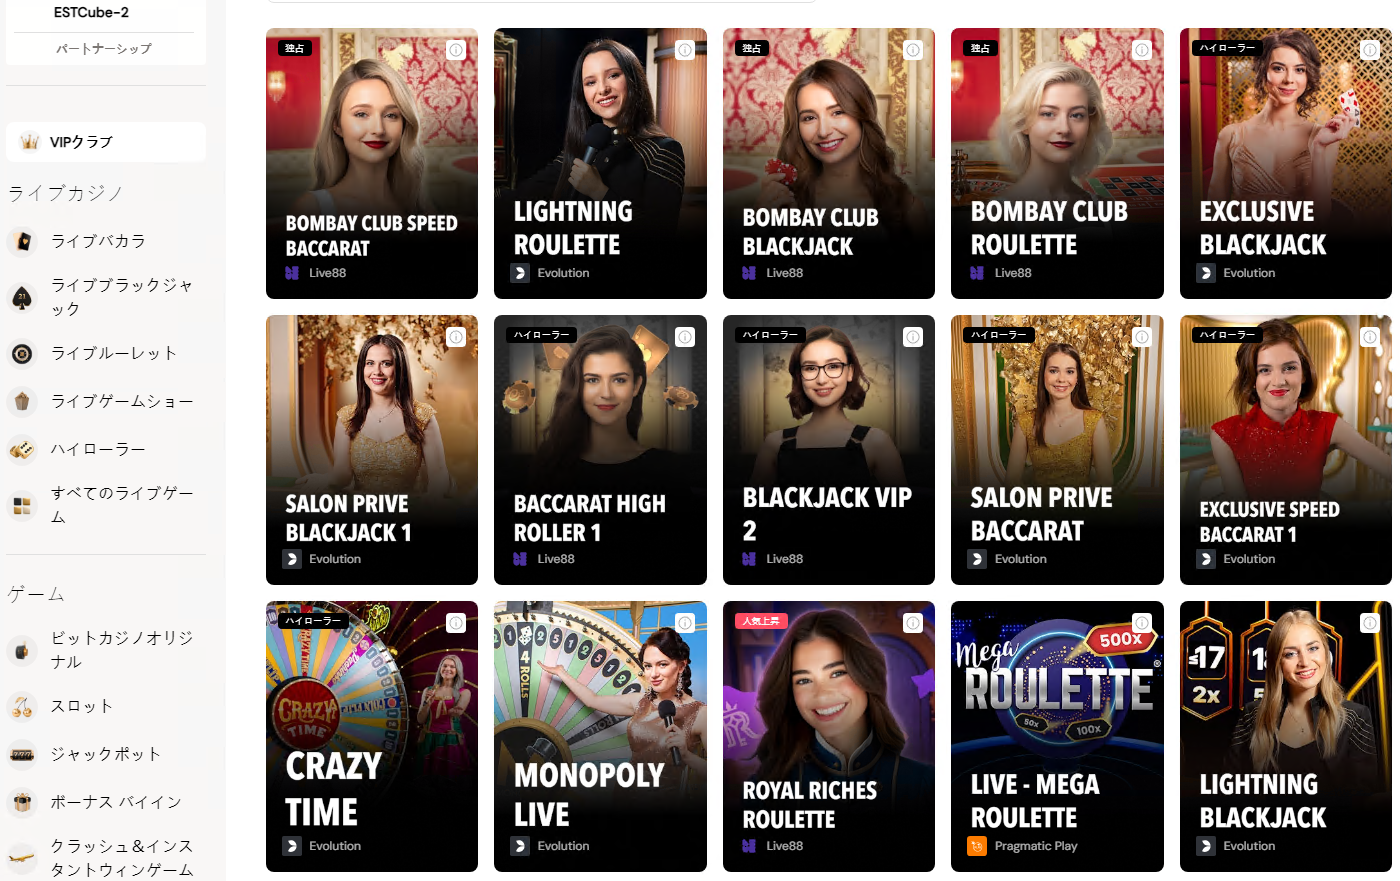 ESTCube-2
パートナーシップ
VIPクラブ
ライブカジノ
ライブバカラ
ライブブラックジャ
ック
ライブルーレット
ライブゲームショー
ハイローラー
すべてのライブゲー
ム
ゲーム
ビットカジノオリジ
ナル
スロット
ジャックポット
ボーナス バイイン
クラッシュ＆インス
タントウィンゲーム
独占
BOMBAY CLUB SPEED
BACCARAT
Live88
LIGHTNING
ROULETTE
Evolution
独占
BOMBAY CLUB
BLACKJACK
Live88
独占
BOMBAY CLUB
ROULETTE
Live88
ハイローラー
EXCLUSIVE
BLACKJACK
Evolution
SALON PRIVE
BLACKJACK 1
Evolution
ハイローラー
BACCARAT HIGH
ROLLER 1
Live88
ハイローラー
BLACKJACK VIP
2
Live88
ハイローラー
SALON PRIVE
BACCARAT
Evolution
ハイローラー
EXCLUSIVE SPEED
BACCARAT 1
Evolution
ハイローラー
CRAZY
TIME
CRAZY
TIME
Evolution
4 ROLLS
MONOPOLY
LIVE
Evolution
人気上昇
ROYAL RICHES
ROULETTE
Live88
500x
Mega
ROULETTE
50x
100x
LIVE - MEGA
ROULETTE
Pragmatic Play
≤17
2x
LIGHTNING
BLACKJACK
Evolution